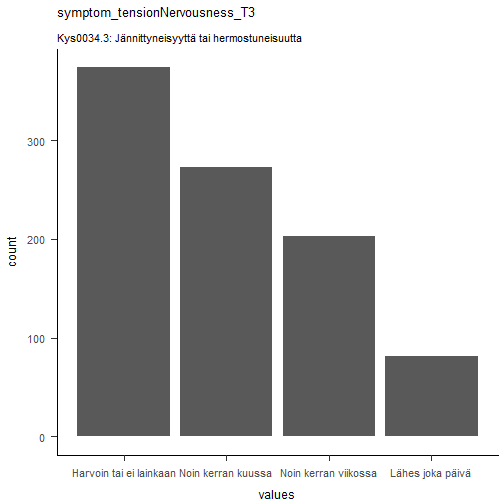 symptom_tensionNervousness_T3
Kys0034.3: Jännittyneisyyttä tai hermostuneisuutta
300
200
100
0
count
Harvoin tai ei lainkaan Noin kerran kuussa Noin kerran viikossa Lähes joka päivä
values